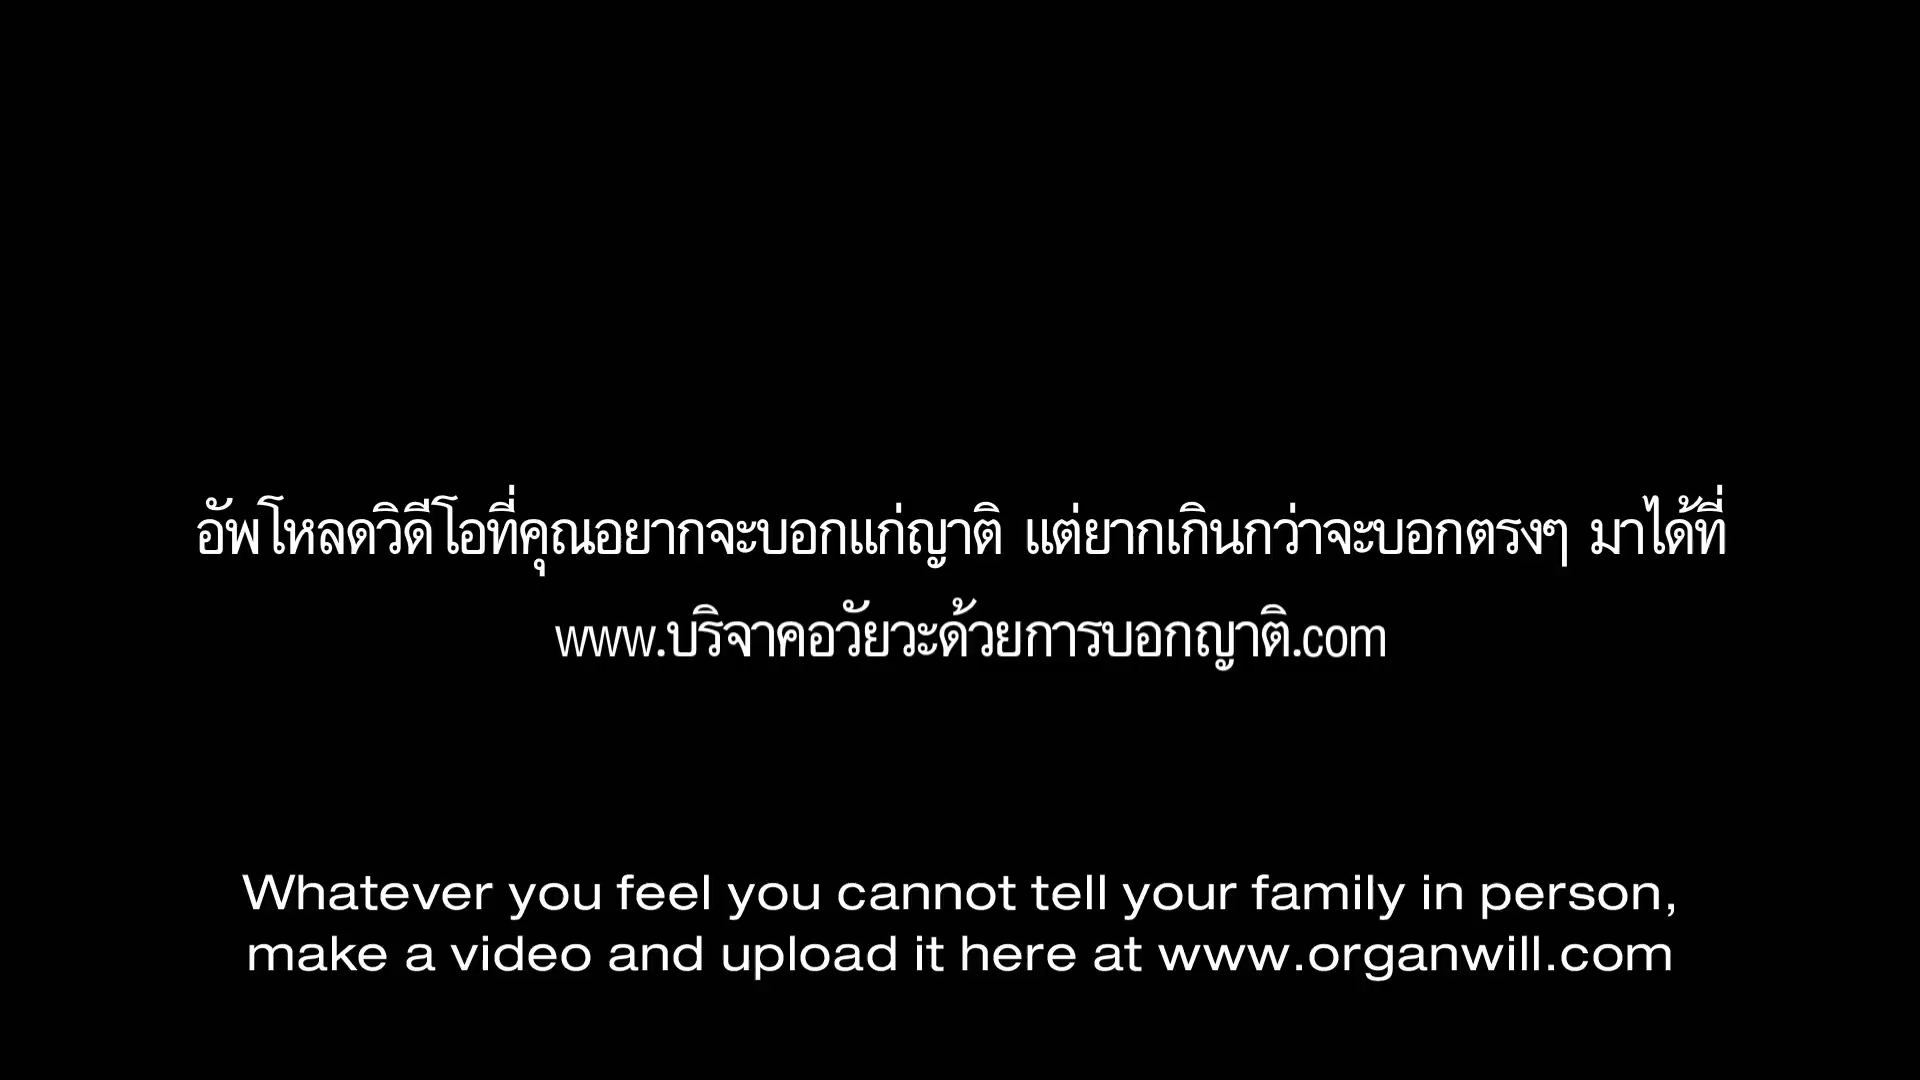 อัพโหลดวิดีโอที่คุณอยากจะบอกแก่ญาติ แต่ยากเกินกว่าจะบอกตรงๆ มาได้ที่
www.บริจาคอวัยวะด้วยการบอกญาติ.com
Whatever you feel you cannot tell your family in person,
make a video and upload it here at www.organwill.com